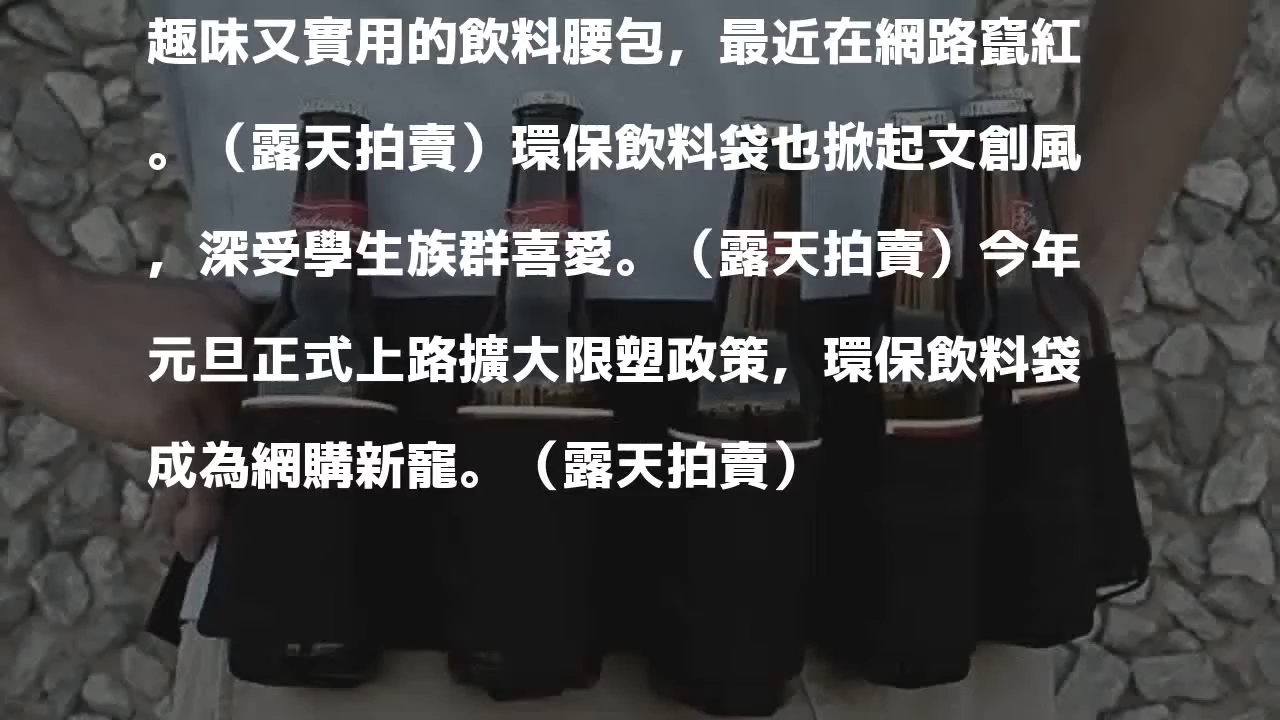 趣味又實用的飲料腰包，最近在網路竄紅
。（露天拍賣）環保飲料袋也掀起文創風
，深受學生族群喜愛。（露天拍賣）今年
元旦正式上路擴大限塑政策，環保飲料袋
成為網購新寵。（露天拍賣）